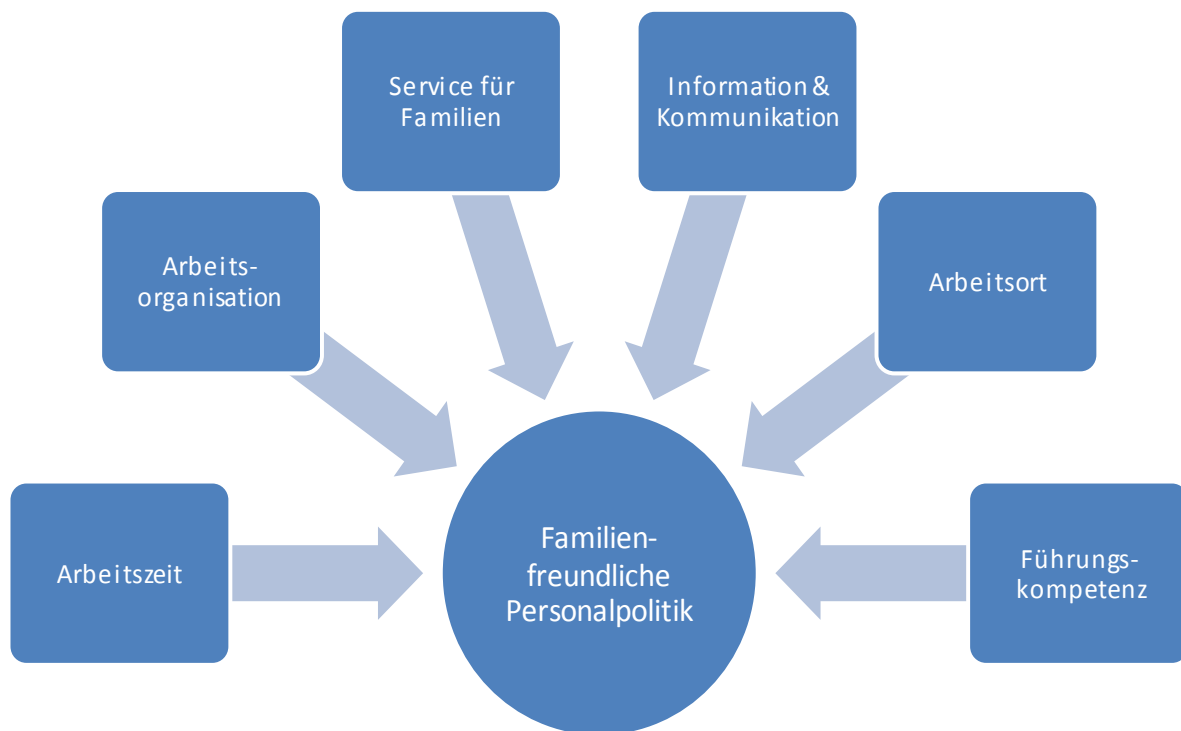 Service für
Familien
Information &
Kommunikation
Arbeits-
organisation
Arbeitsort
Arbeitszeit
Familien-
freundliche
Personalpolitik
Führungs-
kompetenz